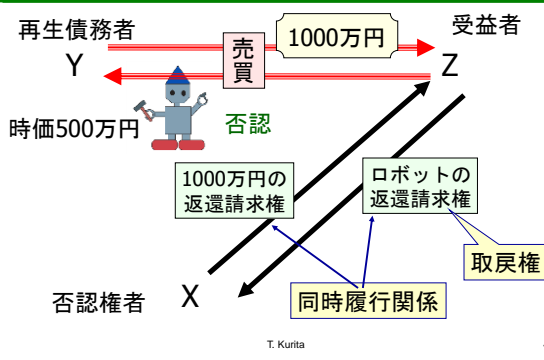 再生債務者
Y
売買
1000万円
受益者
Z
時価500万円
否認
1000万円の
返還請求権
ロボットの
返還請求権
取戻権
否認権者
X
同時履行関係
T. Kurita